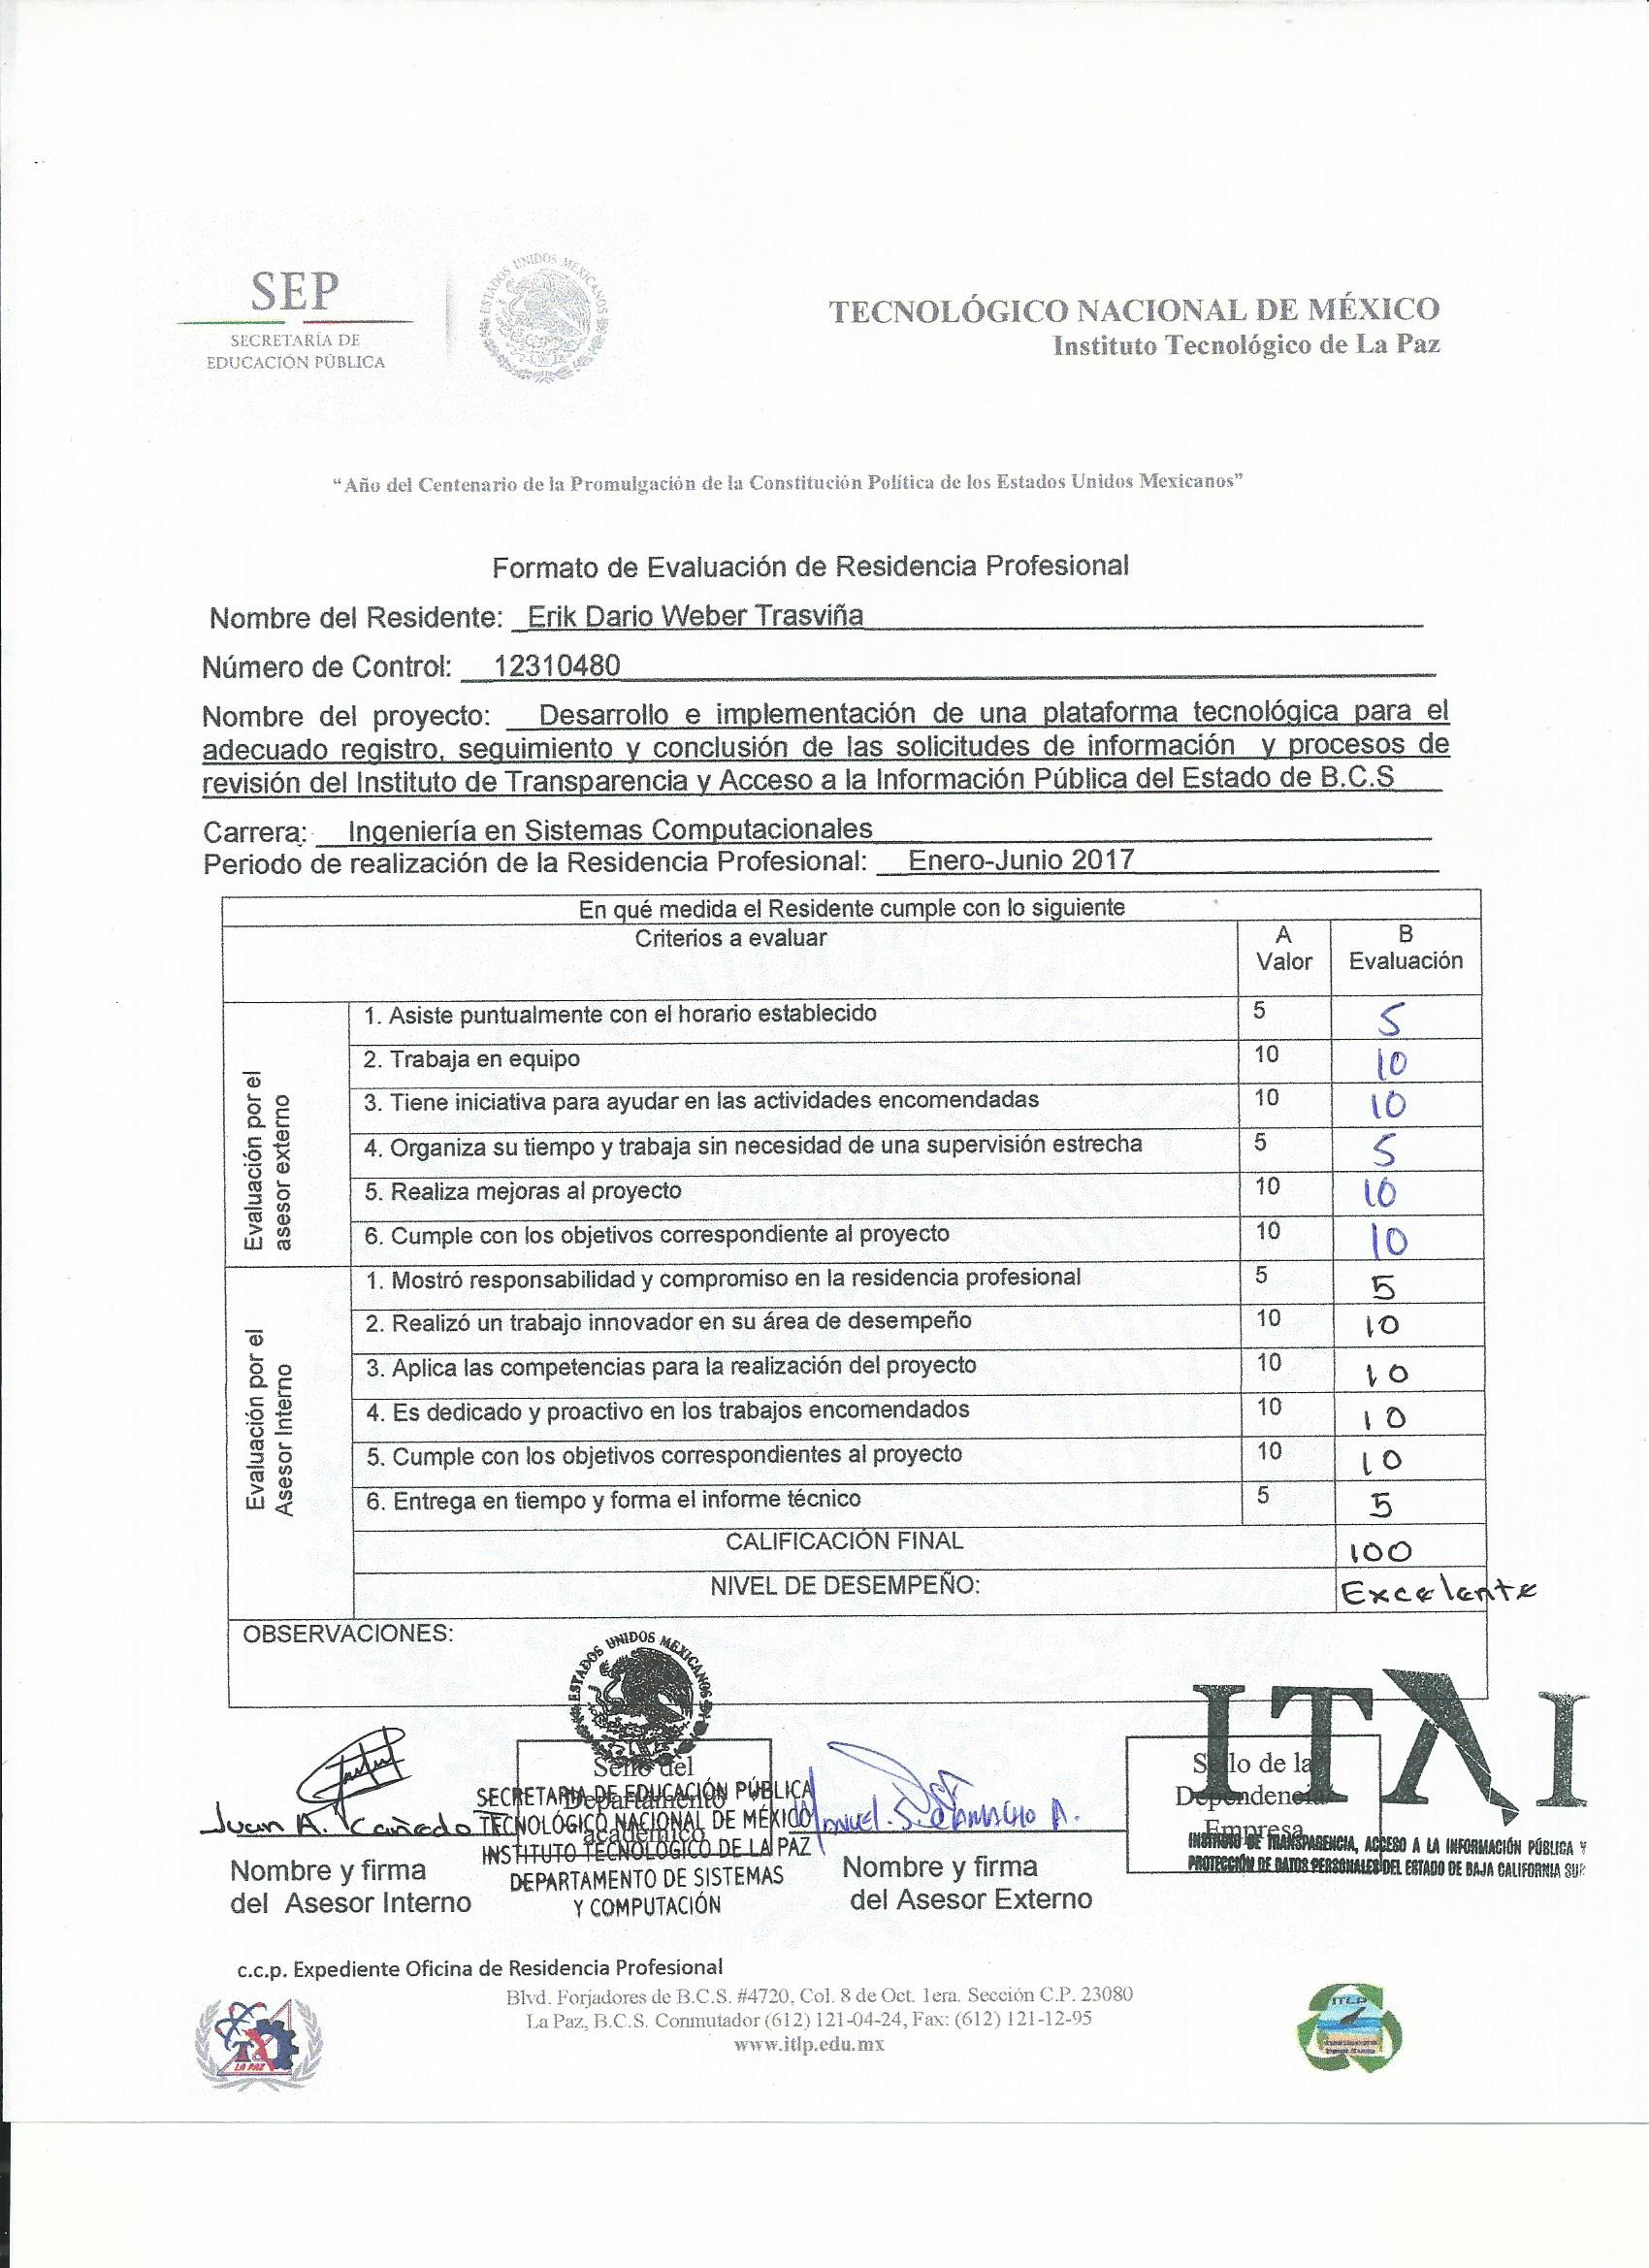 SEP
SECRETARÍA DE
EDUCACIÓN PÚBLICA
ESTADOS UNIDOS MEXICANOS
TECNOLÓGICO NACIONAL DE MÉXICO
Instituto Tecnológico de La Paz
“Año del Centenario de la Promulgación de la Constitución Política de los Estados Unidos Mexicanos”
Formato de Evaluación de Residencia Profesional
Nombre del Residente: Erik Dario Weber Trasviña
Número de Control: 12310480
Nombre del proyecto: Desarrollo e implementación de una plataforma tecnológica para el
adecuado registro, seguimiento y conclusión de las solicitudes de información y procesos de
revisión del Instituto de Transparencia y Acceso a la Información Pública del Estado de B.C.S
Carrera: Ingeniería en Sistemas Computacionales
Periodo de realización de la Residencia Profesional: Enero-Junio 2017
En qué medida el Residente cumple con lo siguiente
Criterios a evaluar A Valor B Evaluación
Evaluación por el asesor externo
1. Asiste puntualmente con el horario establecido 5 5
2. Trabaja en equipo 10 10
3. Tiene iniciativa para ayudar en las actividades encomendadas 10 10
4. Organiza su tiempo y trabaja sin necesidad de una supervisión estrecha 5 5
5. Realiza mejoras al proyecto 10 10
6. Cumple con los objetivos correspondiente al proyecto 10 10
Evaluación por el Asesor Interno
1. Mostró responsabilidad y compromiso en la residencia profesional 5 5
2. Realizó un trabajo innovador en su área de desempeño 10 10
3. Aplica las competencias para la realización del proyecto 10 10
4. Es dedicado y proactivo en los trabajos encomendados 10 10
5. Cumple con los objetivos correspondientes al proyecto 10 10
6. Entrega en tiempo y forma el informe técnico 5 5
CALIFICACIÓN FINAL 100
NIVEL DE DESEMPEÑO: Excelente
OBSERVACIONES:
ESTADOS UNIDOS MEXICANOS
Sello del
Departamento
académico
SECRETARIA DE EDUCACIÓN PÚBLICA
TECNOLÓGICO NACIONAL DE MÉXICO
INSTITUTO TECNOLOGICO DE LA PAZ
DEPARTAMENTO DE SISTEMAS
Y COMPUTACIÓN
Juan A. Cañedo
Nombre y firma
del Asesor Interno
Manuel S. Camacho A.
Nombre y firma
del Asesor Externo
Sello de la
Dependencia
Empresa
ITAI
INSTITUTO DE TRANSPARENCIA, ACCESO A LA INFORMACIÓN PÚBLICA Y
PROTECCIÓN DE DATOS PERSONALES DEL ESTADO DE BAJA CALIFORNIA SUR
c.c.p. Expediente Oficina de Residencia Profesional
Blvd. Forjadores de B.C.S. #4720, Col. 8 de Oct. 1era. Sección C.P. 23080
La Paz, B.C.S. Conmutador (612) 121-04-24, Fax: (612) 121-12-95
www.itlp.edu.mx
LA PAZ
ITLP